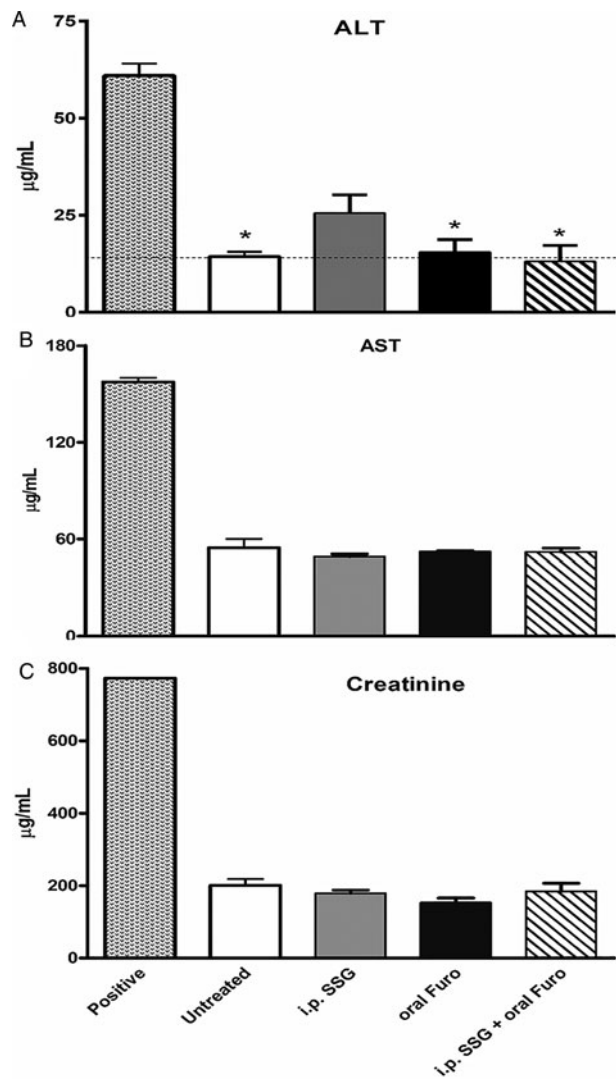 A
ALT
75
50
25
0
µg/mL
*
*
*
B
AST
180
120
60
0
µg/mL
C
Creatinine
800
600
400
200
0
µg/mL
Positive
Untreated
i.p. SSG
oral Furo
i.p. SSG + oral Furo